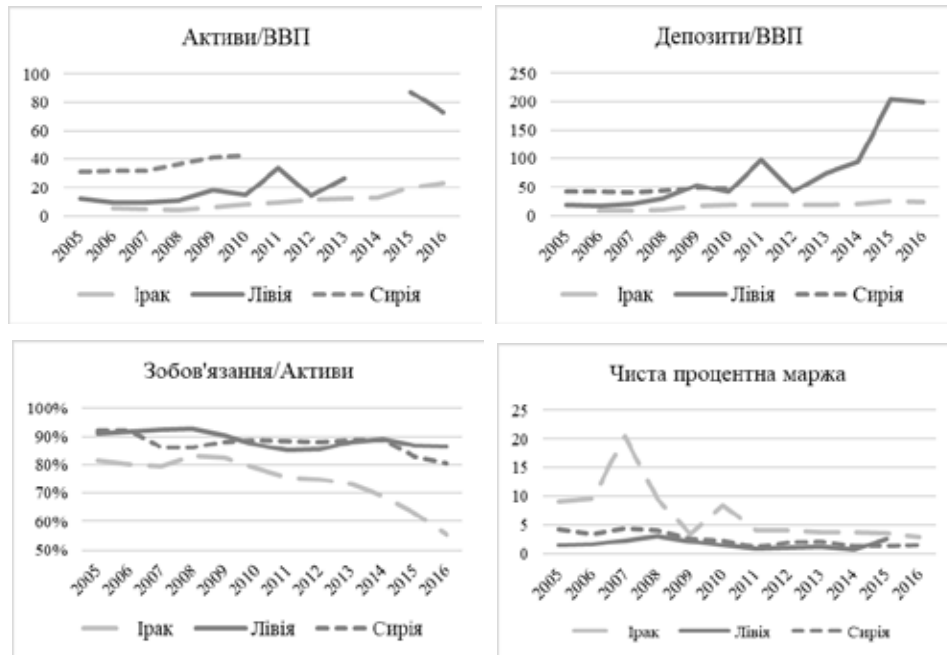 Активи/ВВП
100
80
60
40
20
0
2005 2006 2007 2008 2009 2010 2011 2012 2013 2014 2015 2016
Ірак Лівія Сирія
Депозити/ВВП
250
200
150
100
50
0
2005 2006 2007 2008 2009 2010 2011 2012 2013 2014 2015 2016
Ірак Лівія Сирія
Зобов'язання/Активи
100%
90%
80%
70%
60%
50%
2005 2006 2007 2008 2009 2010 2011 2012 2013 2014 2015 2016
Ірак Лівія Сирія
Чиста процентна маржа
25
20
15
10
5
0
2005 2006 2007 2008 2009 2010 2011 2012 2013 2014 2015 2016
Ірак Лівія Сирія